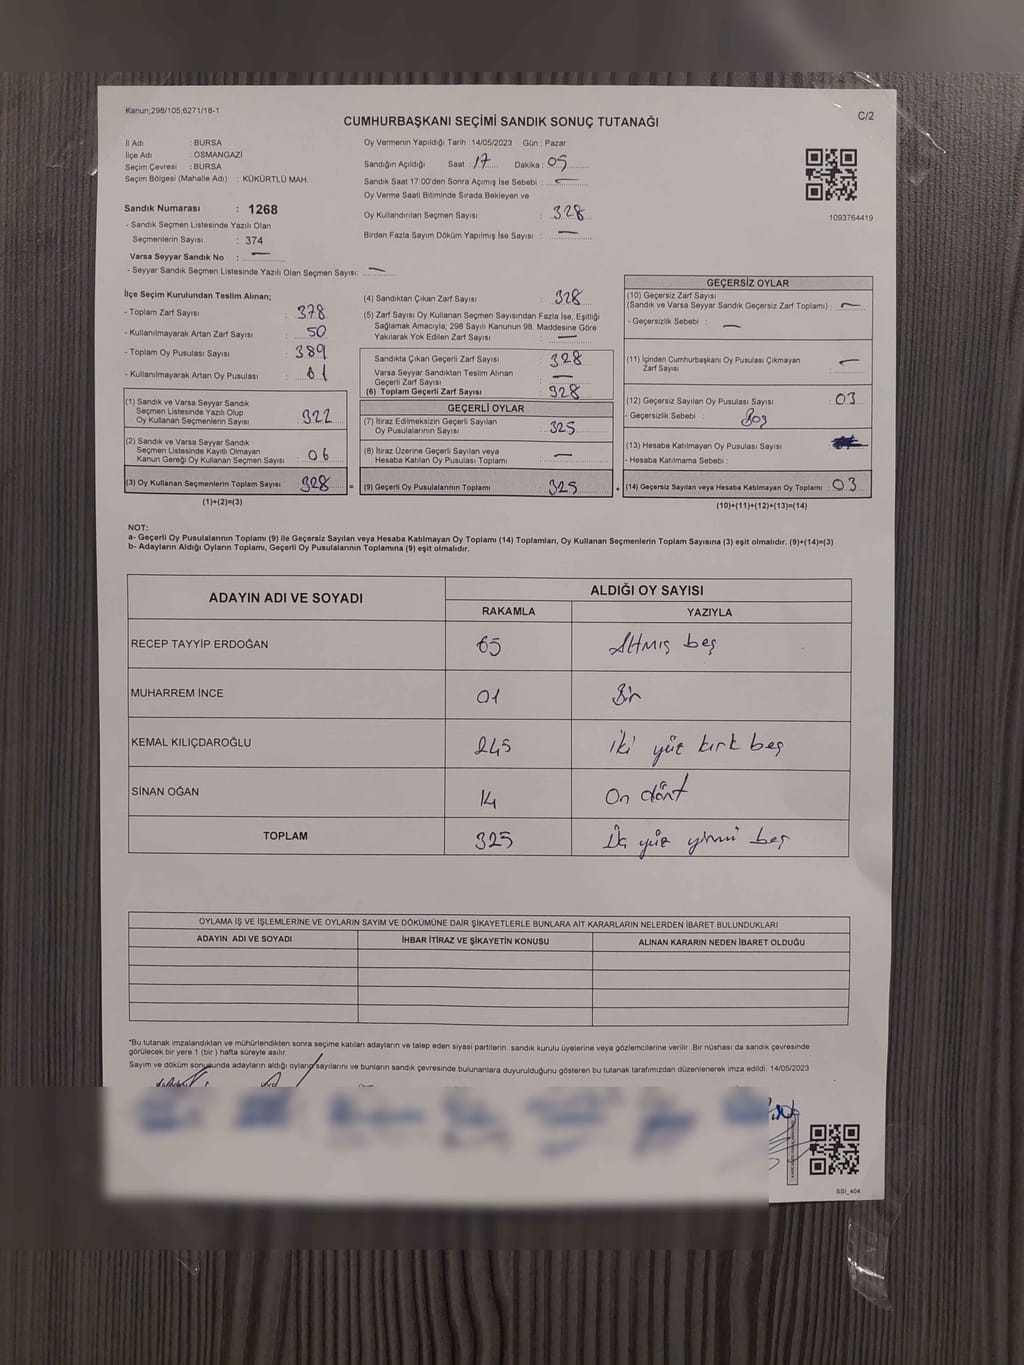 Kanun;298/105;6271/18-1
C/2
CUMHURBAŞKANI SEÇİMİ SANDIK SONUÇ TUTANAĞI
İl Adı : BURSA
İlçe Adı : OSMANGAZİ
Seçim Çevresi : BURSA
Seçim Bölgesi (Mahalle Adı) : KÜKÜRTLÜ MAH.
Sandık Numarası : 1268
- Sandık Seçmen Listesinde Yazılı Olan
Seçmenlerin Sayısı : 374
Varsa Seyyar Sandık No : —
- Seyyar Sandık Seçmen Listesinde Yazılı Olan Seçmen Sayısı: —
Oy Vermenin Yapıldığı Tarih :14/05/2023 Gün : Pazar
Sandığın Açıldığı Saat : 17 Dakika : 05
Sandık Saat 17:00'den Sonra Açımış İse Sebebi : —
Oy Verme Saati Bitiminde Sırada Bekleyen ve
Oy Kullandırılan Seçmen Sayısı : 328
Birden Fazla Sayım Döküm Yapılmış İse Sayısı : —
1093764419
İlçe Seçim Kurulundan Teslim Alınan;
- Toplam Zarf Sayısı : 378
- Kullanılmayarak Artan Zarf Sayısı : 50
- Toplam Oy Pusulası Sayısı : 389
- Kullanılmayarak Artan Oy Pusulası : 61
(1) Sandık ve Varsa Seyyar Sandık
Seçmen Listesinde Yazılı Olup
Oy Kullanan Seçmenlerin Sayısı : 322
(2) Sandık ve Varsa Seyyar Sandık
Seçmen Listesinde Kayıtlı Olmayan
Kanun Gereği Oy Kullanan Seçmen Sayısı : 06
(3) Oy Kullanan Seçmenlerin Toplam Sayısı : 328
(1)+(2)=(3)
=
(4) Sandıktan Çıkan Zarf Sayısı : 328
(5) Zarf Sayısı Oy Kullanan Seçmen Sayısından Fazla İse, Eşitliği
Sağlamak Amacıyla; 298 Sayılı Kanunun 98. Maddesine Göre
Yakılarak Yok Edilen Zarf Sayısı : —
Sandıkta Çıkan Geçerli Zarf Sayısı : 328
Varsa Seyyar Sandıktan Teslim Alınan
Geçerli Zarf Sayısı : —
(6) Toplam Geçerli Zarf Sayısı : 328
GEÇERLİ OYLAR
(7) İtiraz Edilmeksizin Geçerli Sayılan
Oy Pusulalarının Sayısı : 325
(8) İtiraz Üzerine Geçerli Sayılan veya
Hesaba Katılan Oy Pusulası Toplamı : —
(9) Geçerli Oy Pusulalarının Toplamı : 325
+
GEÇERSİZ OYLAR
(10) Geçersiz Zarf Sayısı
(Sandık ve Varsa Seyyar Sandık Geçersiz Zarf Toplamı) : —
- Geçersizlik Sebebi : —
(11) İçinden Cumhurbaşkanı Oy Pusulası Çıkmayan
Zarf Sayısı : —
(12) Geçersiz Sayılan Oy Pusulası Sayısı : 03
- Geçersizlik Sebebi : Boş
(13) Hesaba Katılmayan Oy Pusulası Sayısı :
- Hesaba Katılmama Sebebi :
(14) Geçersiz Sayılan veya Hesaba Katılmayan Oy Toplamı : 03
(10)+(11)+(12)+(13)=(14)
NOT:
a- Geçerli Oy Pusulalarının Toplamı (9) ile Geçersiz Sayılan veya Hesaba Katılmayan Oy Toplamı (14) Toplamları, Oy Kullanan Seçmenlerin Toplam Sayısına (3) eşit olmalıdır. (9)+(14)=(3)
b- Adayların Aldığı Oyların Toplamı, Geçerli Oy Pusulalarının Toplamına (9) eşit olmalıdır.
ADAYIN ADI VE SOYADI ALDIĞI OY SAYISI
RAKAMLA YAZIYLA
RECEP TAYYİP ERDOĞAN 65 Altmış beş
MUHARREM İNCE 01 Bir
KEMAL KILIÇDAROĞLU 245 iki yüz kırk beş
SİNAN OĞAN 14 On dört
TOPLAM 325 yüz yirmi beş
OYLAMA İŞ VE İŞLEMLERİNE VE OYLARIN SAYIM VE DÖKÜMÜNE DAİR ŞİKAYETLERLE BUNLARA AİT KARARLARIN NELERDEN İBARET BULUNDUKLARI
ADAYIN ADI VE SOYADI İHBAR İTİRAZ VE ŞİKAYETİN KONUSU ALINAN KARARIN NEDEN İBARET OLDUĞU
*Bu tutanak imzalandıktan ve mühürlendikten sonra seçime katılan adayların ve talep eden siyasi partilerin sandık kurulu üyelerine veya gözlemcilerine verilir .Bir nüshası da sandık çevresinde
görülecek bir yere 1 (bir ) hafta süreyle asılır.
Sayım ve döküm sonucunda adayların aldığı oyların sayılarını ve bunların sandık çevresinde bulunanlara duyurulduğunu gösteren bu tutanak tarafımızdan düzenlenerek imza edildi. 14/05/2023
SSI_404